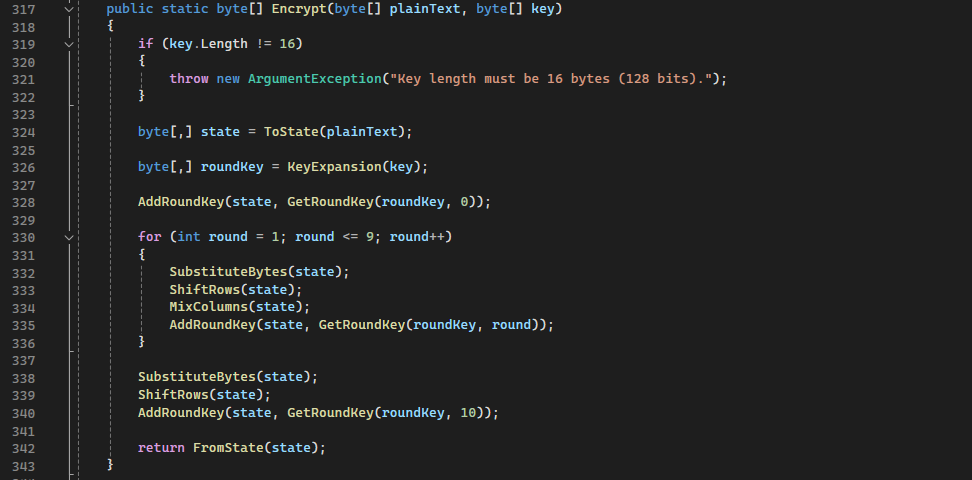 317 public static byte[] Encrypt(byte[] plainText, byte[] key)
318 {
319 if (key.Length != 16)
320 {
321 throw new ArgumentException("Key length must be 16 bytes (128 bits).");
322 }
323
324 byte[,] state = ToState(plainText);
325
326 byte[,] roundKey = KeyExpansion(key);
327
328 AddRoundKey(state, GetRoundKey(roundKey, 0));
329
330 for (int round = 1; round <= 9; round++)
331 {
332 SubstituteBytes(state);
333 ShiftRows(state);
334 MixColumns(state);
335 AddRoundKey(state, GetRoundKey(roundKey, round));
336 }
337
338 SubstituteBytes(state);
339 ShiftRows(state);
340 AddRoundKey(state, GetRoundKey(roundKey, 10));
341
342 return FromState(state);
343 }